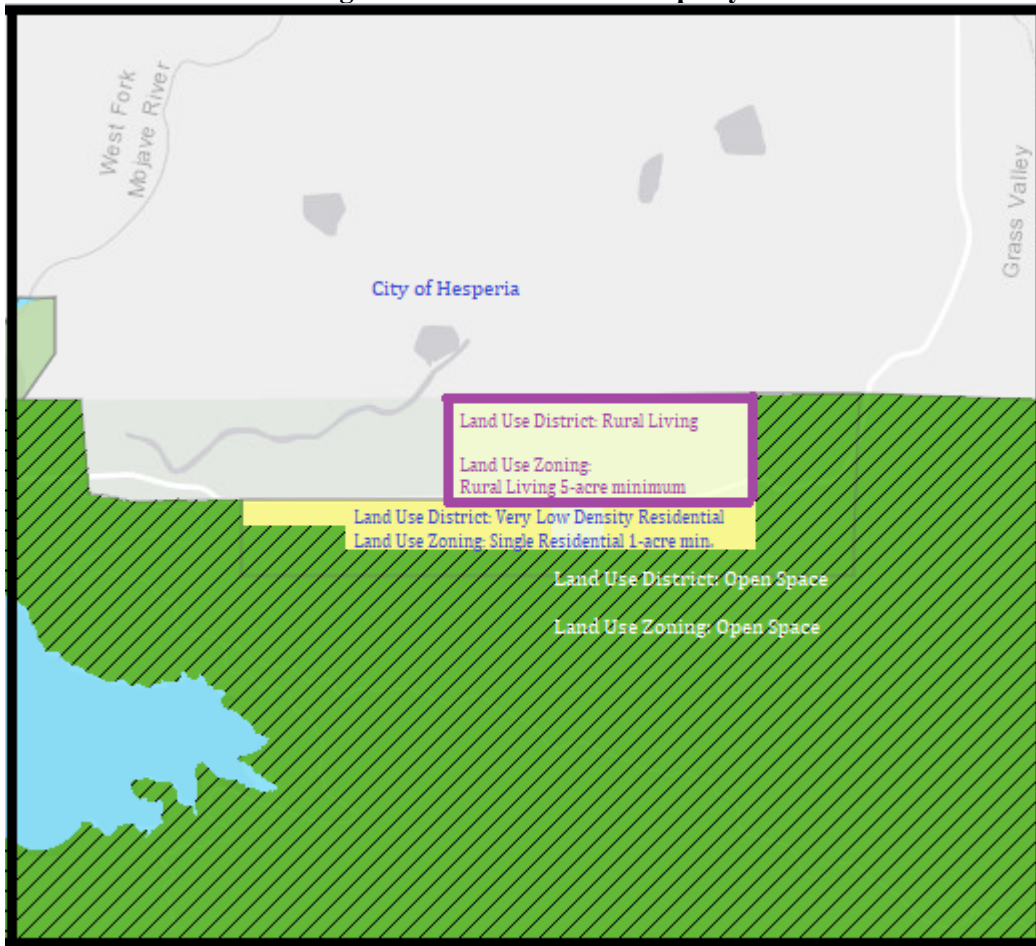 West Fork
Mojave River
Grass Valley
City of Hesperia
Land Use District: Rural Living
Land Use Zoning:
Rural Living 5-acre minimum
Land Use District: Very Low Density Residential
Land Use Zoning: Single Residential 1-acre min.
Land Use District: Open Space
Land Use Zoning: Open Space